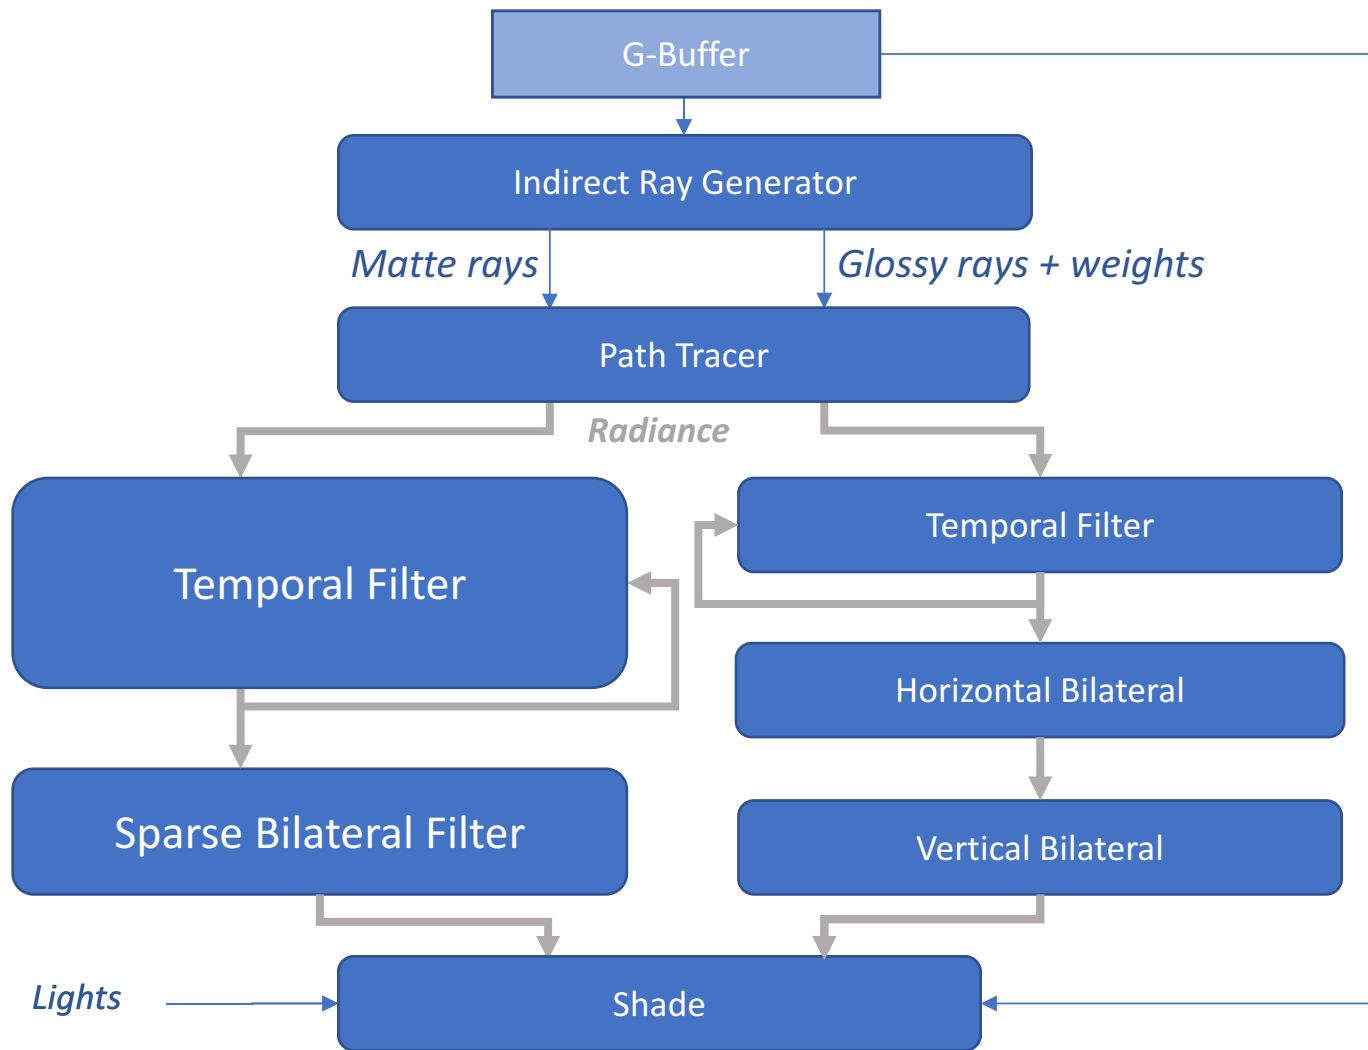 G-Buffer
Indirect Ray Generator
Matte rays
Glossy rays + weights
Path Tracer
Radiance
Temporal Filter
Temporal Filter
Horizontal Bilateral
Sparse Bilateral Filter
Vertical Bilateral
Lights
Shade